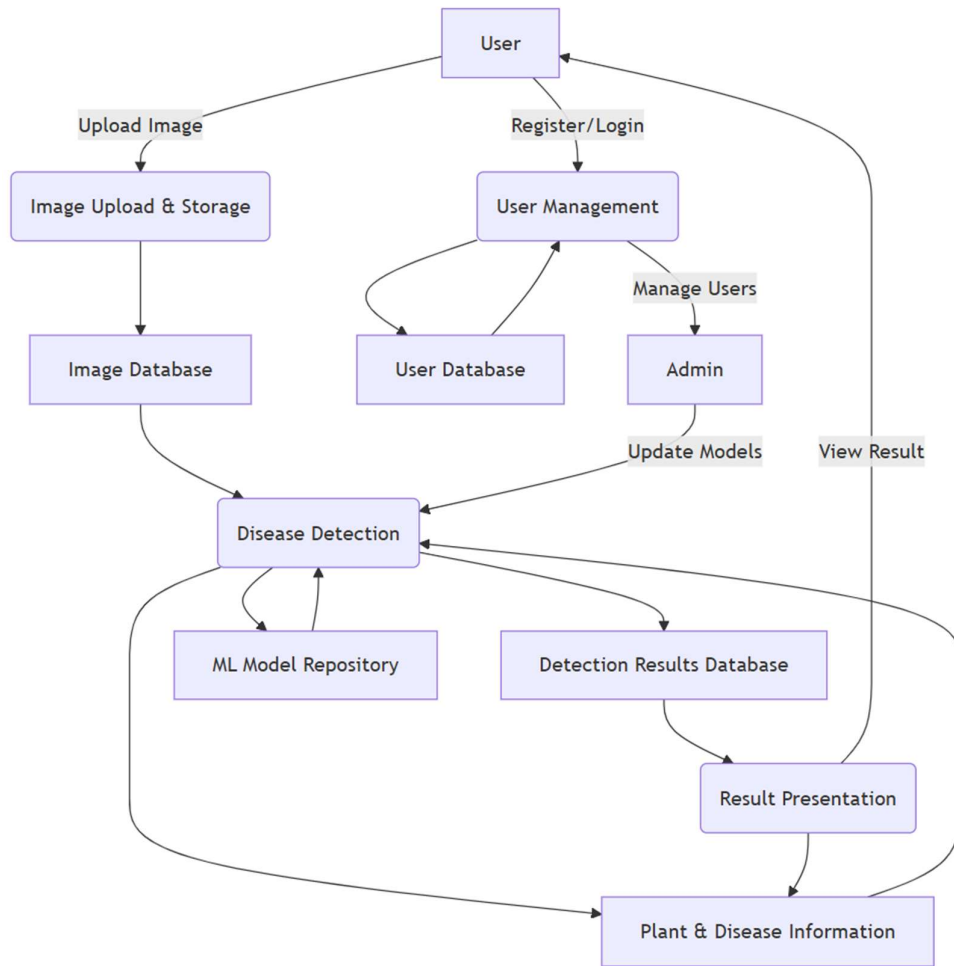 User
Upload Image
Register/Login
Image Upload & Storage
User Management
Manage Users
Image Database
User Database
Admin
Update Models
View Result
Disease Detection
ML Model Repository
Detection Results Database
Result Presentation
Plant & Disease Information